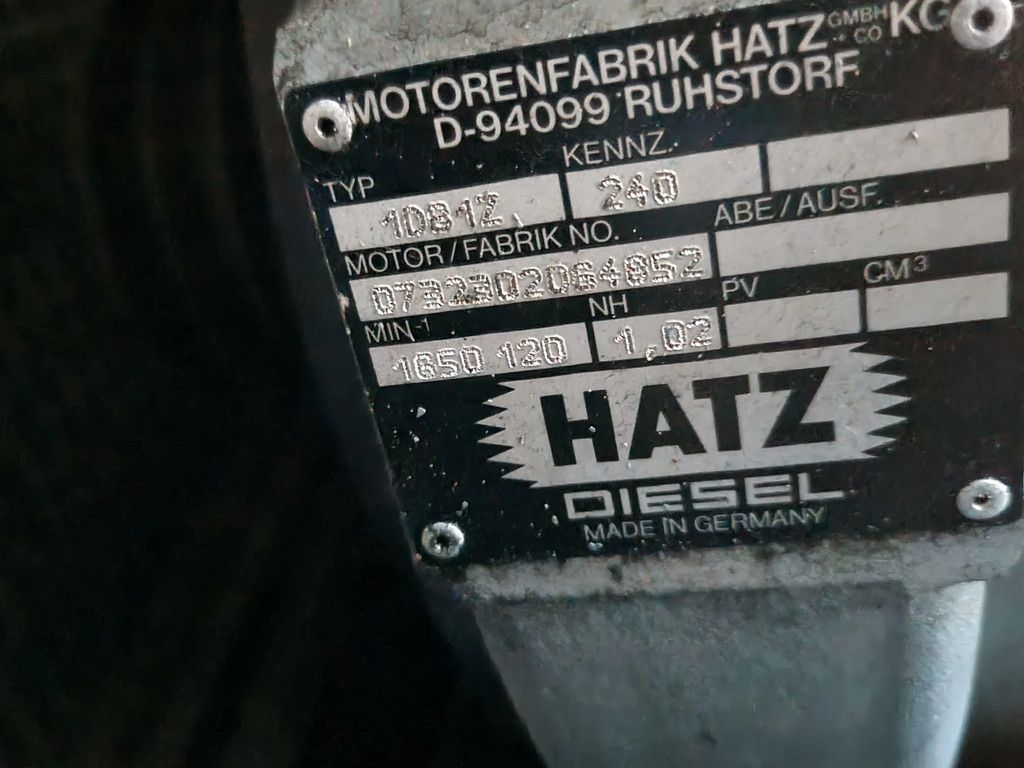 MOTORENFABRIK HATZ GMBH + CO KG
D-94099 RUHSTORF
TYP KENNZ.
1D81Z 240
MOTOR/FABRIK NO. ABE/AUSF.
MIN-1 NH PV CM³
1650 120 1,02
HATZ
DIESEL
MADE IN GERMANY